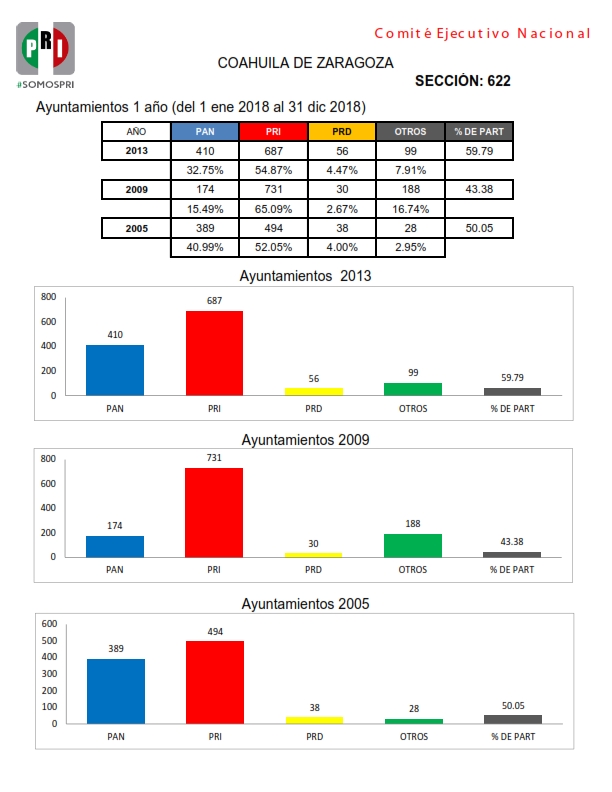 Comité Ejecutivo Nacional
PRI
#SOMOSPRI
COAHUILA DE ZARAGOZA
SECCIÓN: 622
Ayuntamientos 1 año (del 1 ene 2018 al 31 dic 2018)
AÑO PAN PRI PRD OTROS % DE PART
2013 410 687 56 99 59.79
32.75% 54.87% 4.47% 7.91%
2009 174 731 30 188 43.38
15.49% 65.09% 2.67% 16.74%
2005 389 494 38 28 50.05
40.99% 52.05% 4.00% 2.95%
Ayuntamientos 2013
800
600
400
200
0
410 687 56 99 59.79
PAN PRI PRD OTROS % DE PART
Ayuntamientos 2009
800
600
400
200
0
174 731 30 188 43.38
PAN PRI PRD OTROS % DE PART
Ayuntamientos 2005
600
500
400
300
200
100
0
389 494 38 28 50.05
PAN PRI PRD OTROS % DE PART